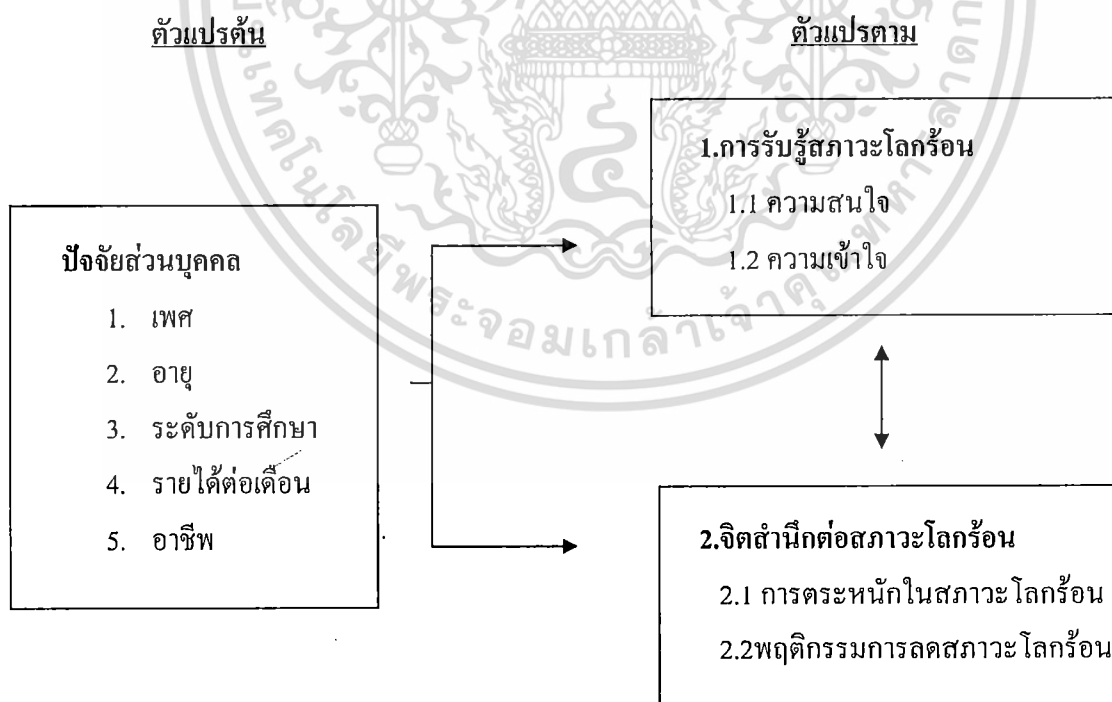 ตัวแปรต้น
ตัวแปรตาม
ปัจจัยส่วนบุคคล
1. เพศ
2. อายุ
3. ระดับการศึกษา
4. รายได้ต่อเดือน
5. อาชีพ
1.การรับรู้สภาวะโลกร้อน
1.1 ความสนใจ
1.2 ความเข้าใจ
2.จิตสำนึกต่อสภาวะโลกร้อน
2.1 การตระหนักในสภาวะโลกร้อน
2.2พฤติกรรมการลดสภาวะโลกร้อน